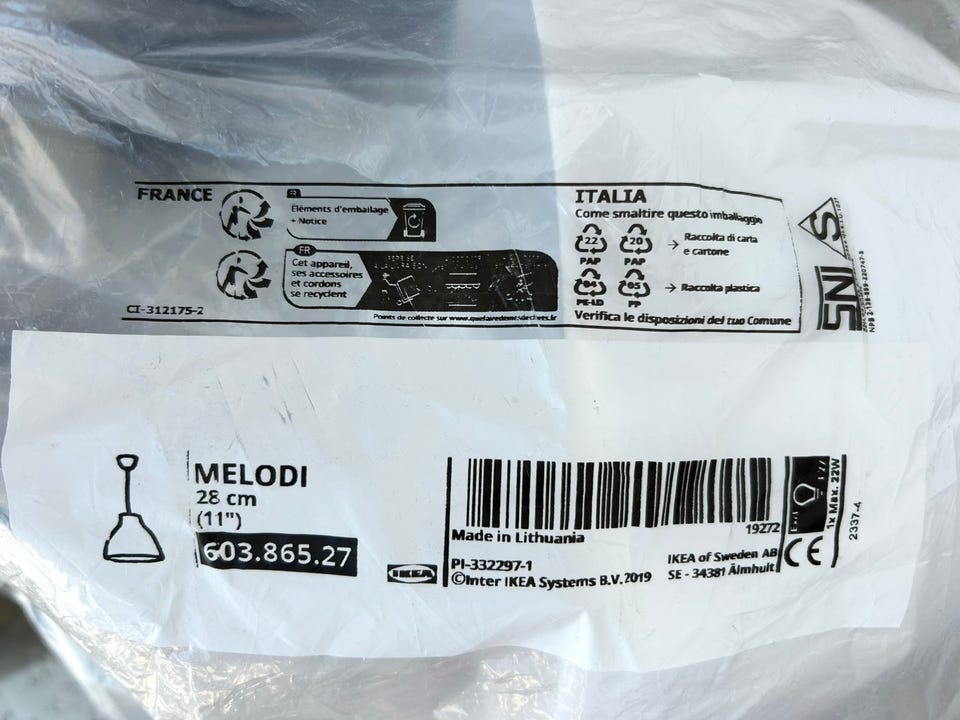 FRANCE
FR
Éléments d'emballage
+ Notice
FR
Cet appareil,
ses accessoires
et cordons
se recyclent
CI-312175-2
Points de collecte sur www.quefairedemesdechets.fr
ITALIA
Come smaltire questo imballaggio
22
20
PAP
PAP
→ Raccolta di carta
e cartone
04
05
PE-LD
PP
→ Raccolta plastica
Verifica le disposizioni del tuo Comune
S
SNI
MELODI
28 cm
(11")
603.865.27
IKEA
19272
Made in Lithuania
PI-332297-1
©Inter IKEA Systems B.V. 2019
IKEA of Sweden AB
SE - 34381 Älmhult
E27
1x Max. 22W
CE
2337-4